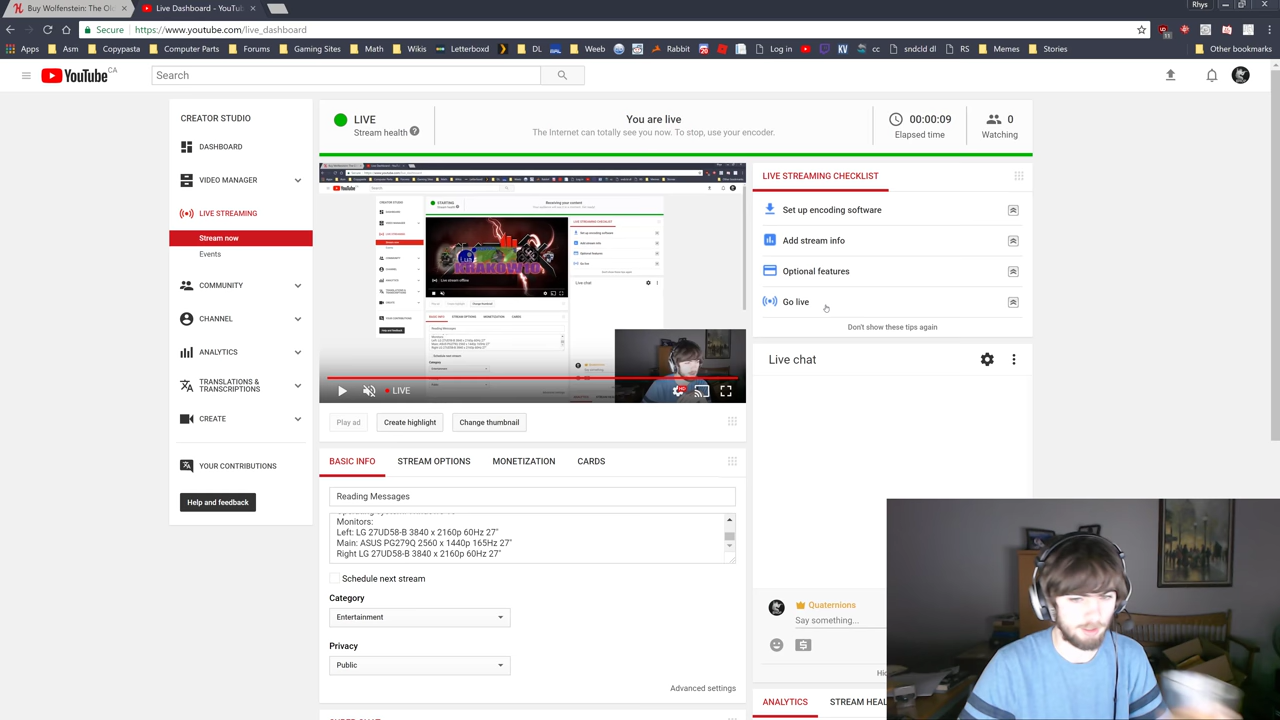 Buy Wolfenstein: The Ol
Live Dashboard - YouTu
Rhys
Secure
https://www.youtube.com/live_dashboard
Apps
Asm
Copypasta
Computer Parts
Forums
Gaming Sites
Math
Wikis
Letterboxd
DL
Weeb
Rabbit
Log in
KV
cc
sndcld dl
RS
Memes
Stories
Other bookmarks
YouTube CA
Search
CREATOR STUDIO
DASHBOARD
VIDEO MANAGER
LIVE STREAMING
Stream now
Events
COMMUNITY
CHANNEL
ANALYTICS
TRANSLATIONS &
TRANSCRIPTIONS
CREATE
YOUR CONTRIBUTIONS
Help and feedback
LIVE
Stream health
You are live
The Internet can totally see you now. To stop, use your encoder.
00:00:09
Elapsed time
0
Watching
LIVE
Play ad
Create highlight
Change thumbnail
BASIC INFO
STREAM OPTIONS
MONETIZATION
CARDS
Reading Messages
Monitors:
Left: LG 27UD58-B 3840 x 2160p 60Hz 27"
Main: ASUS PG279Q 2560 x 1440p 165Hz 27"
Right LG 27UD58-B 3840 x 2160p 60Hz 27"
Schedule next stream
Category
Entertainment
Privacy
Public
Advanced settings
LIVE STREAMING CHECKLIST
Set up encoding software
Add stream info
Optional features
Go live
Don't show these tips again
Live chat
Quaternions
Say something...
ANALYTICS
STREAM HEAL